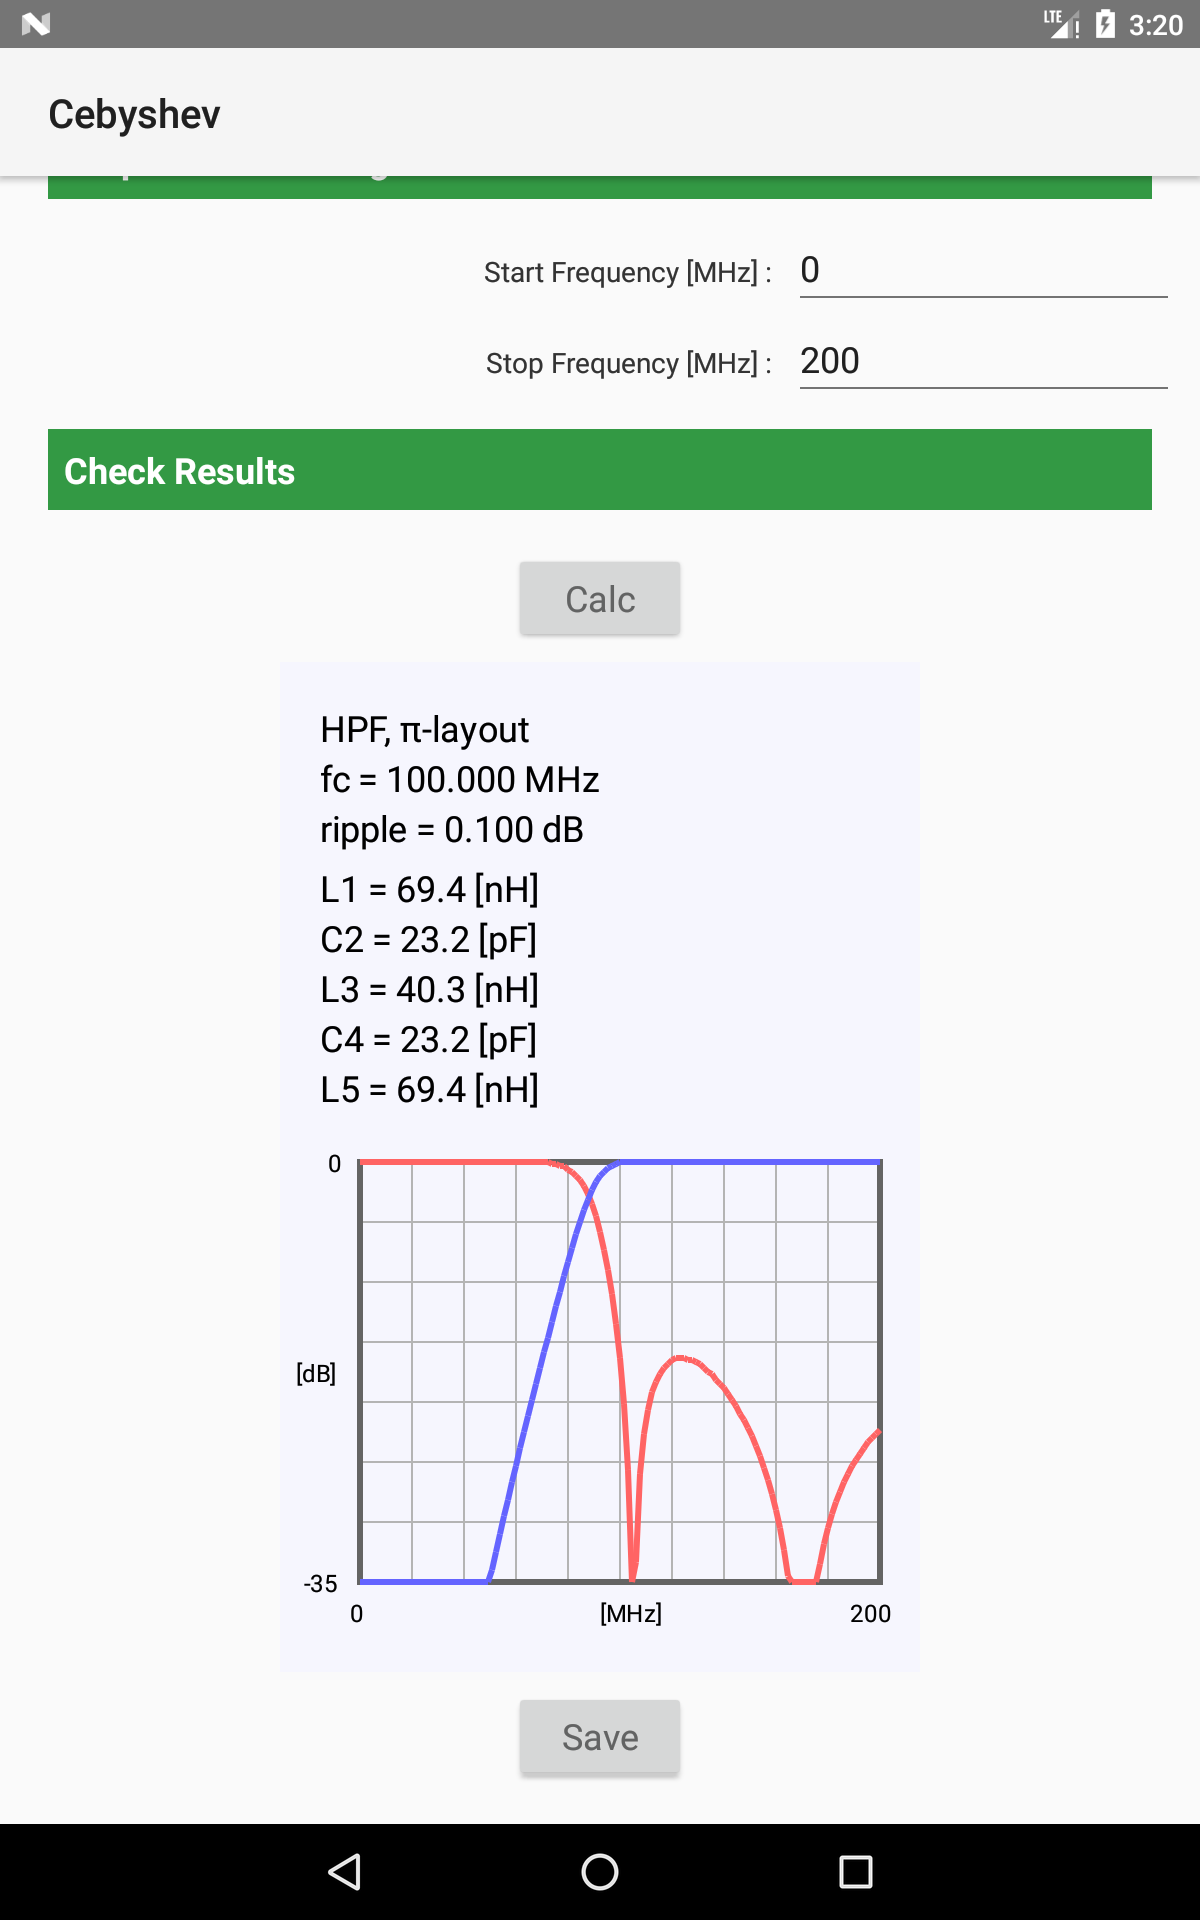 LTE 3:20
Cebyshev
Start Frequency [MHz] : 0
Stop Frequency [MHz] : 200
Check Results
Calc
HPF, π-layout
fc = 100.000 MHz
ripple = 0.100 dB
L1 = 69.4 [nH]
C2 = 23.2 [pF]
L3 = 40.3 [nH]
C4 = 23.2 [pF]
L5 = 69.4 [nH]
0
[dB]
-35
0 [MHz] 200
Save